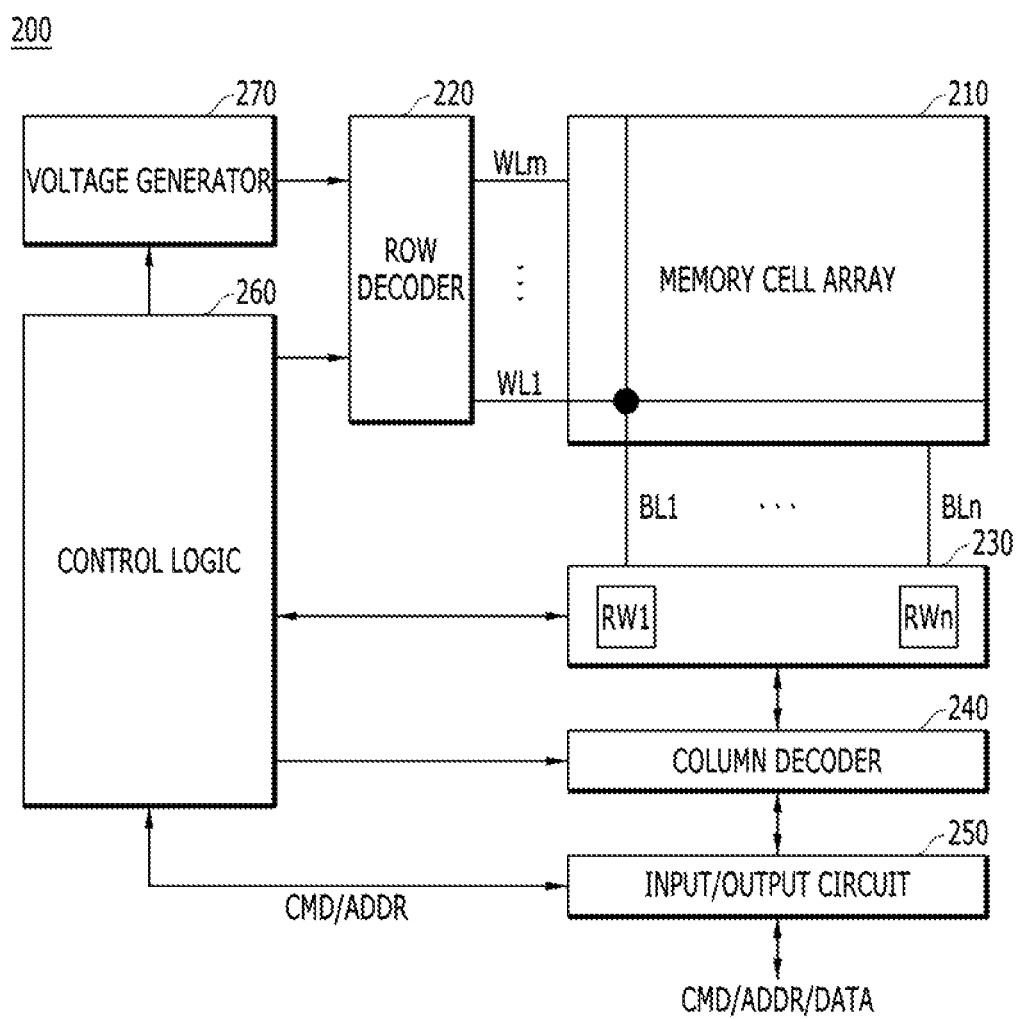 200
270
220
210
VOLTAGE GENERATOR
WLm
ROW
DECODER
MEMORY CELL ARRAY
260
WL1
BL1
...
BLn
230
CONTROL LOGIC
RW1
RWn
240
COLUMN DECODER
250
INPUT/OUTPUT CIRCUIT
CMD/ADDR
CMD/ADDR/DATA